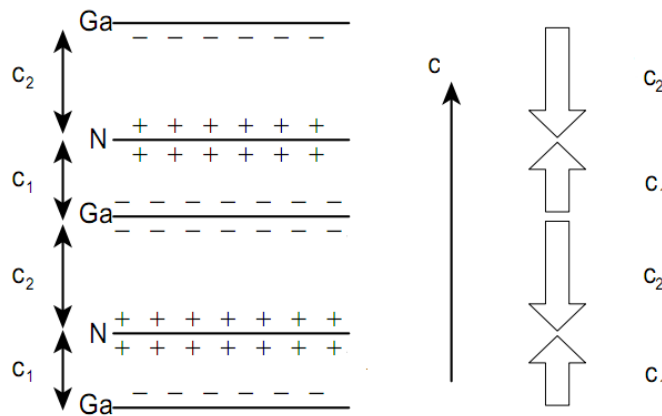 Ga
− − − − − −
c₂
+ + + + + +
N
+ + + + + +
c₁
− − − − − − −
Ga
− − − − − − −
c₂
+ + + + + + +
N
+ + + + + + +
c₁
− − − − − −
Ga
c
c₂
c
c₂
c